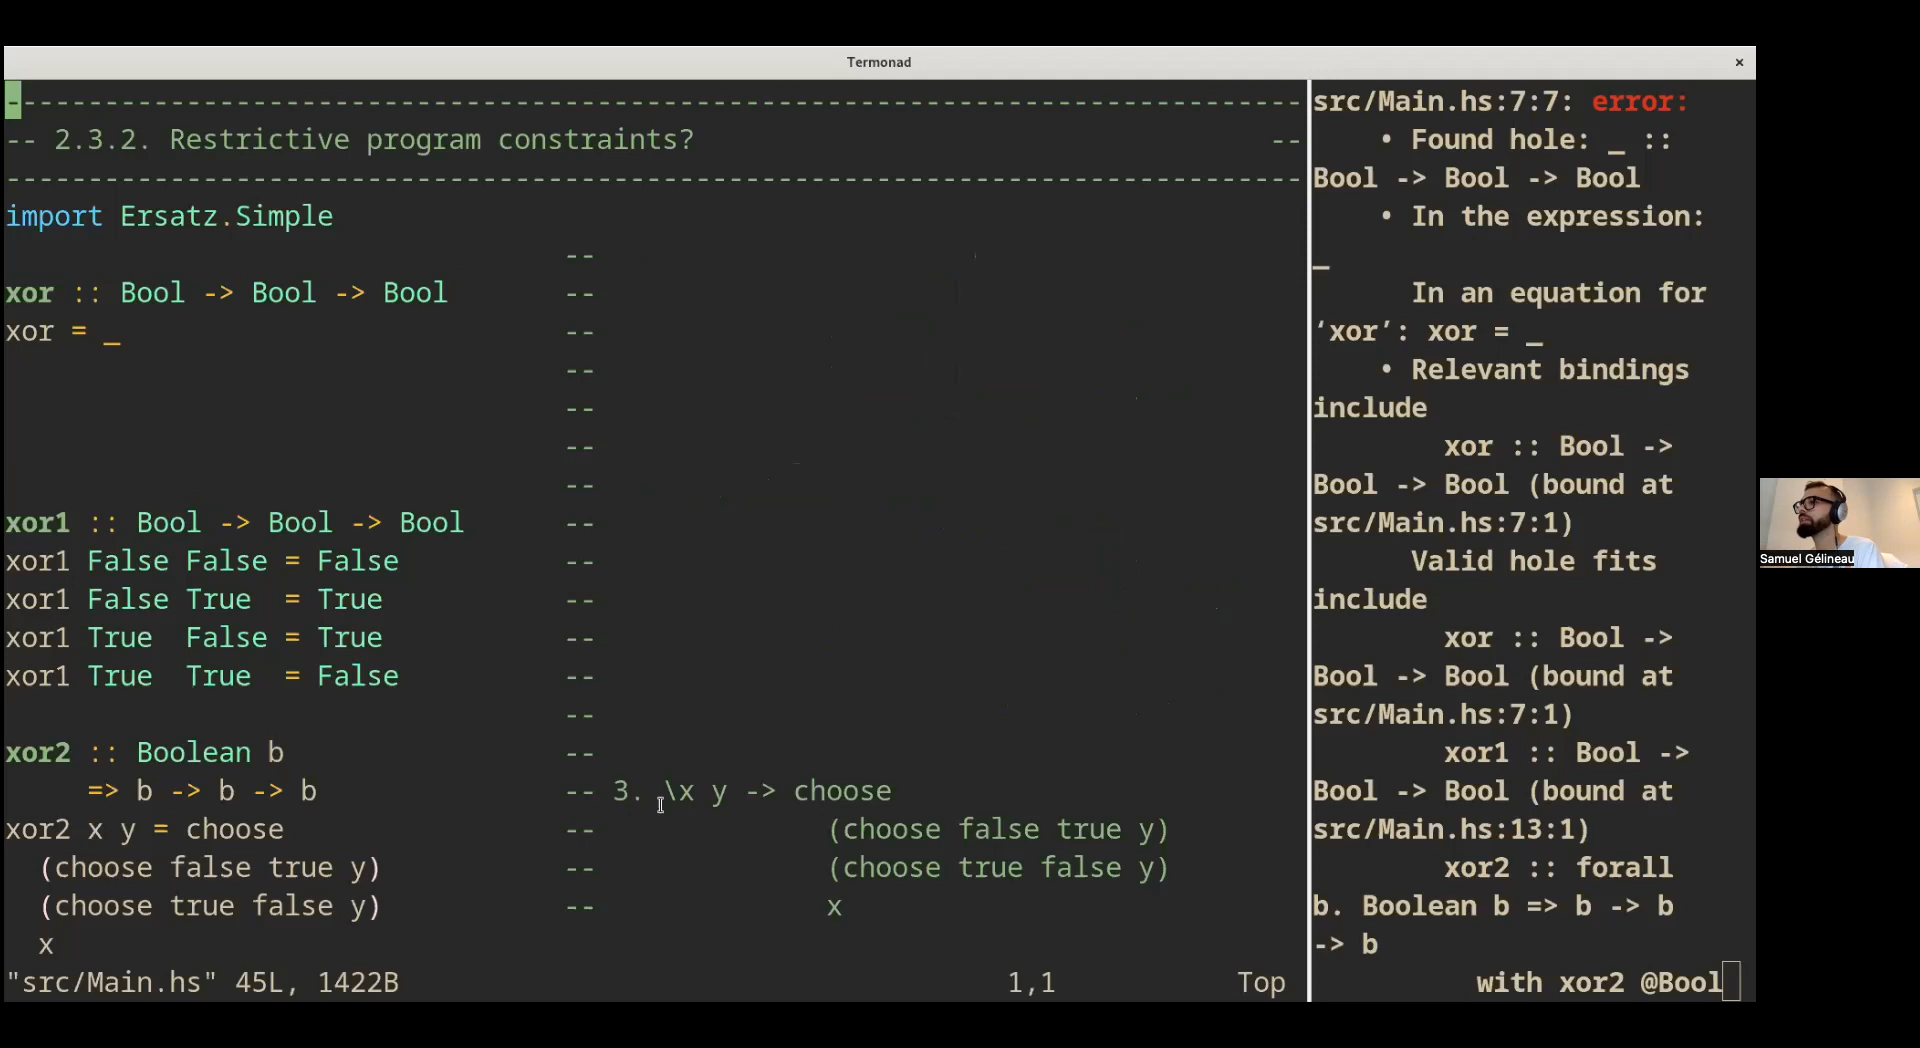 Termonad ×
--------------------------------------------------------------------------------
-- 2.3.2. Restrictive program constraints?                                    --
--------------------------------------------------------------------------------
import Ersatz.Simple
                                  --
xor :: Bool -> Bool -> Bool       --
xor = _                           --
                                  --
                                  --
                                  --
                                  --
xor1 :: Bool -> Bool -> Bool      --
xor1 False False = False          --
xor1 False True  = True           --
xor1 True  False = True           --
xor1 True  True  = False          --
                                  --
xor2 :: Boolean b                 --
     => b -> b -> b               -- 3. \x y -> choose
xor2 x y = choose                 --              (choose false true y)
  (choose false true y)           --              (choose true false y)
  (choose true false y)           --              x
  x
"src/Main.hs" 45L, 1422B                                      1,1           Top
src/Main.hs:7:7: error:
    • Found hole: _ ::
Bool -> Bool -> Bool
    • In the expression:
_
      In an equation for
‘xor’: xor = _
    • Relevant bindings
include
        xor :: Bool ->
Bool -> Bool (bound at
src/Main.hs:7:1)
      Valid hole fits
include
        xor :: Bool ->
Bool -> Bool (bound at
src/Main.hs:7:1)
        xor1 :: Bool ->
Bool -> Bool (bound at
src/Main.hs:13:1)
        xor2 :: forall
b. Boolean b => b -> b
-> b
          with xor2 @Bool
Samuel Gélineau